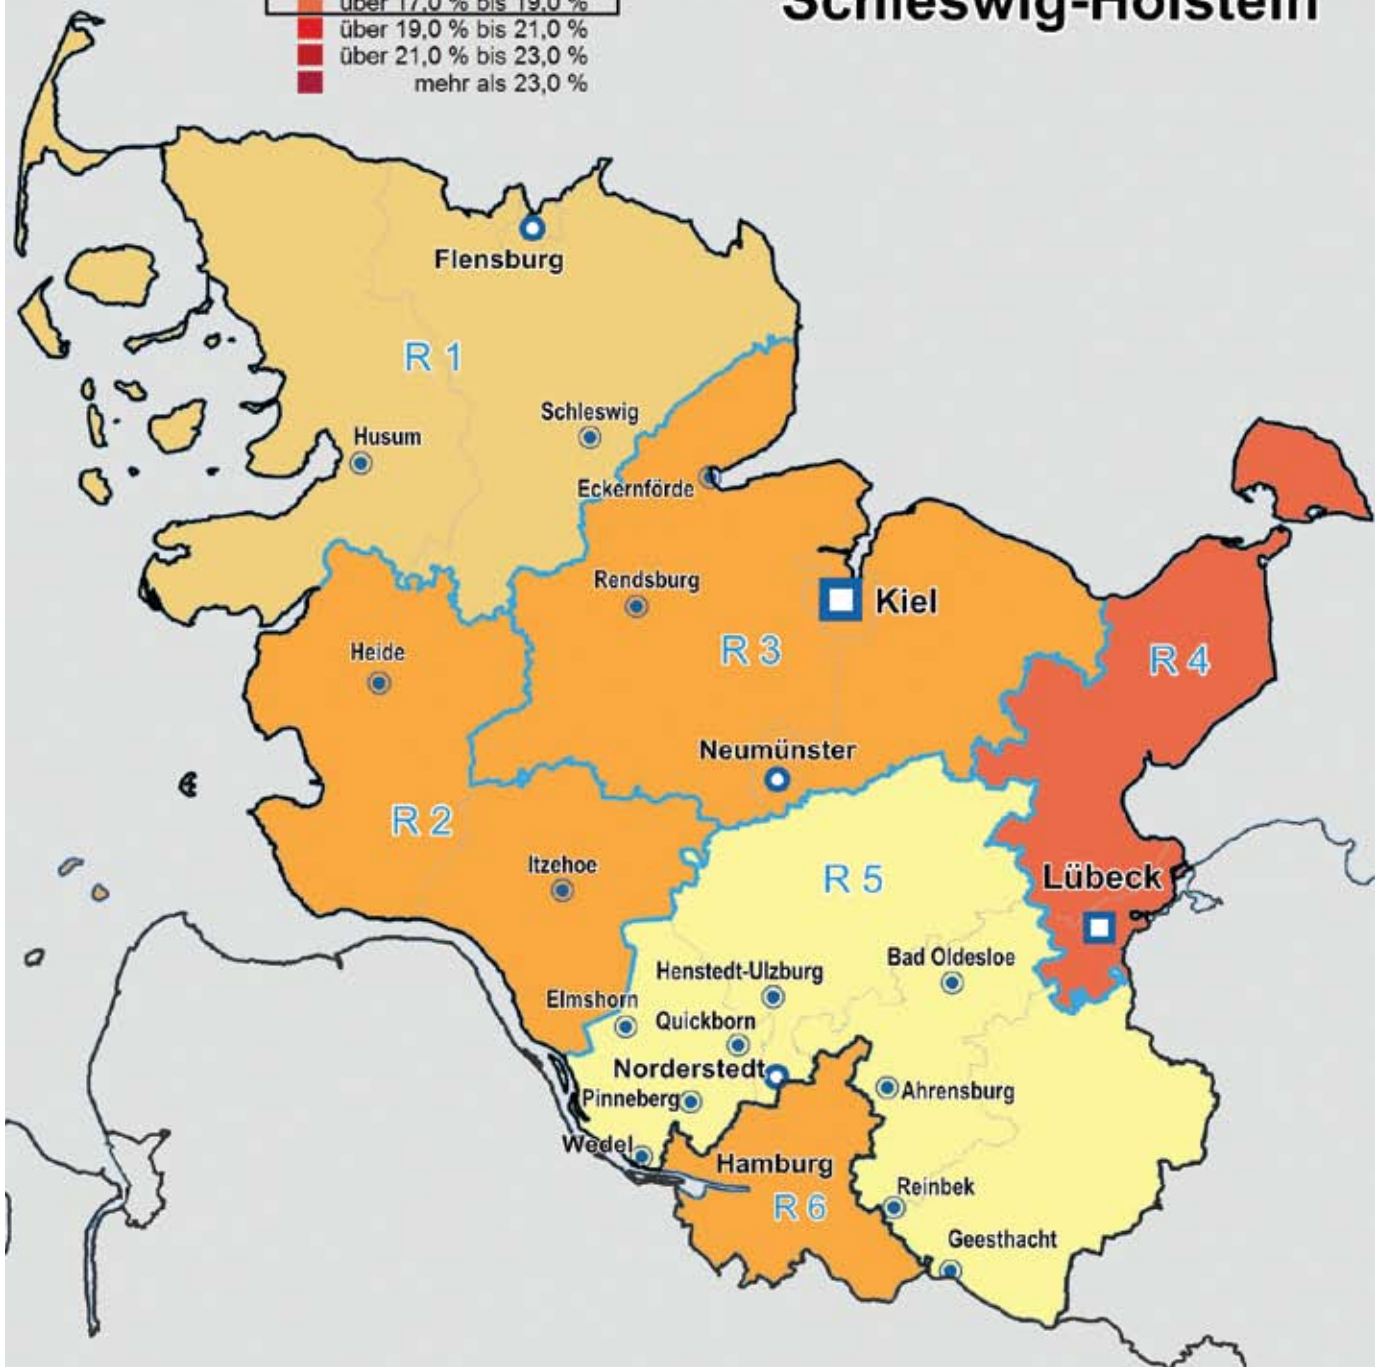 über 17,0 % bis 19,0 %
Schleswig-Holstein
über 19,0 % bis 21,0 %
über 21,0 % bis 23,0 %
mehr als 23,0 %
Flensburg
R 1
Schleswig
Husum
Eckernförde
Rendsburg
Kiel
Heide
R 3
R 4
Neumünster
R 2
Itzehoe
R 5
Lübeck
Bad Oldesloe
Henstedt-Ulzburg
Elmshorn
Quickborn
Norderstedt
Ahrensburg
Pinneberg
Wedel
Hamburg
Reinbek
R 6
Geesthacht